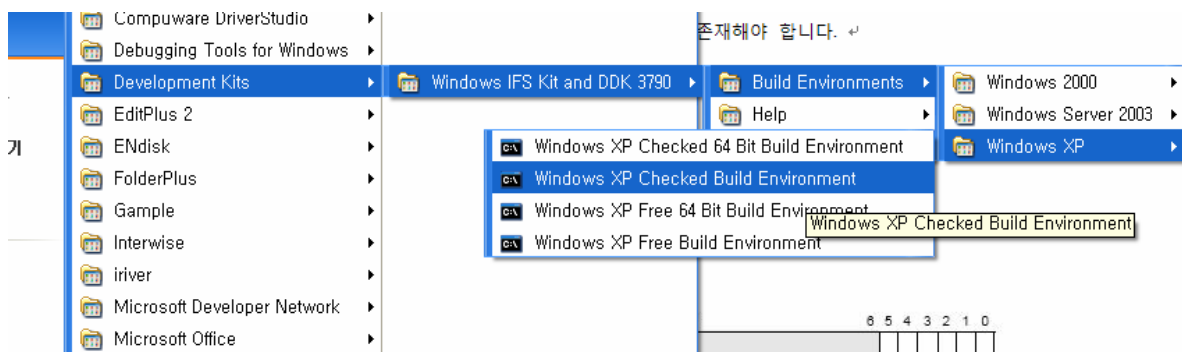 Compuware DriverStudio
존재해야 합니다. ↵
Debugging Tools for Windows
Development Kits
Windows IFS Kit and DDK 3790
Build Environments
Windows 2000
EditPlus 2
Help
Windows Server 2003
기
ENdisk
Windows XP Checked 64 Bit Build Environment
Windows XP
FolderPlus
Windows XP Checked Build Environment
Gample
Windows XP Free 64 Bit Build Environment
Windows XP Checked Build Environment
Interwise
Windows XP Free Build Environment
iriver
Microsoft Developer Network
6 5 4 3 2 1 0
Microsoft Office